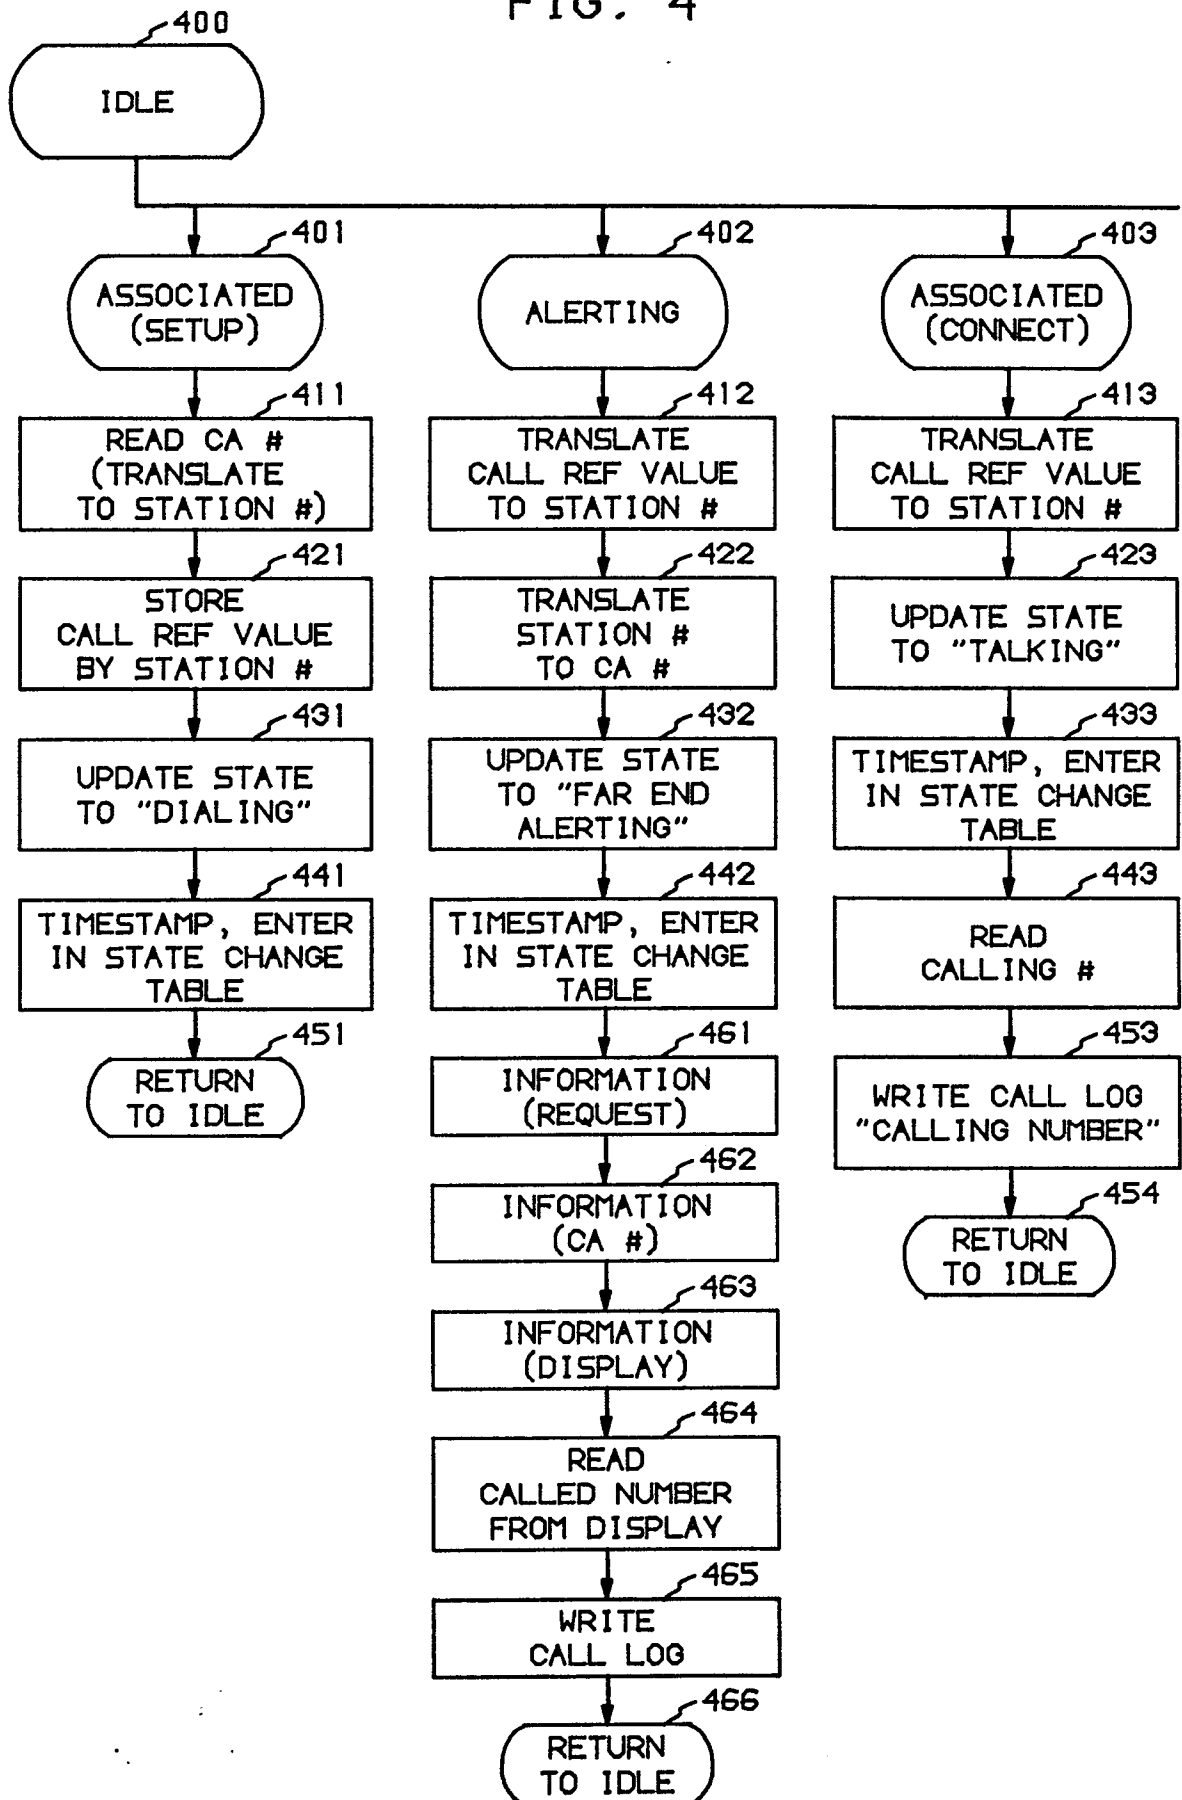 FIG. 4
400
IDLE
401
ASSOCIATED
(SETUP)
411
READ CA #
(TRANSLATE
TO STATION #)
421
STORE
CALL REF VALUE
BY STATION #
431
UPDATE STATE
TO "DIALING"
441
TIMESTAMP, ENTER
IN STATE CHANGE
TABLE
451
RETURN
TO IDLE
402
ALERTING
412
TRANSLATE
CALL REF VALUE
TO STATION #
422
TRANSLATE
STATION #
TO CA #
432
UPDATE STATE
TO "FAR END
ALERTING"
442
TIMESTAMP, ENTER
IN STATE CHANGE
TABLE
461
INFORMATION
(REQUEST)
462
INFORMATION
(CA #)
463
INFORMATION
(DISPLAY)
464
READ
CALLED NUMBER
FROM DISPLAY
465
WRITE
CALL LOG
466
RETURN
TO IDLE
403
ASSOCIATED
(CONNECT)
413
TRANSLATE
CALL REF VALUE
TO STATION #
423
UPDATE STATE
TO "TALKING"
433
TIMESTAMP, ENTER
IN STATE CHANGE
TABLE
443
READ
CALLING #
453
WRITE CALL LOG
"CALLING NUMBER"
454
RETURN
TO IDLE